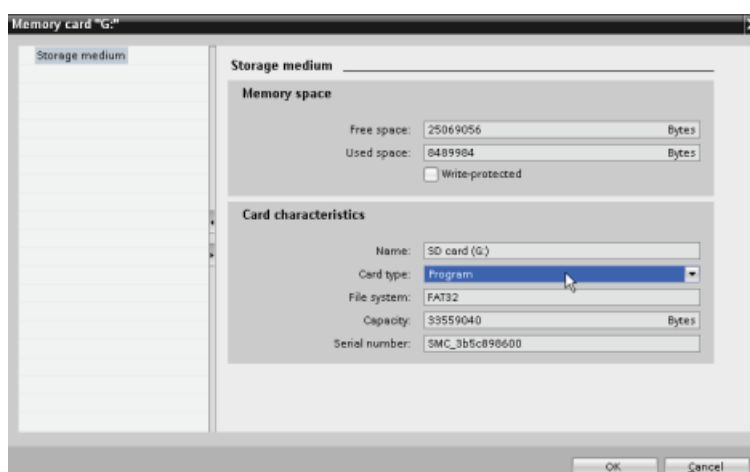 Memory card "G:"
Storage medium
Storage medium
Memory space
Free space: 25069056 Bytes
Used space: 8489984 Bytes
Write-protected
Card characteristics
Name: SD card (G:)
Card type: Program
File system: FAT32
Capacity: 33559040 Bytes
Serial number: SMC_3b5c898600
OK Cancel